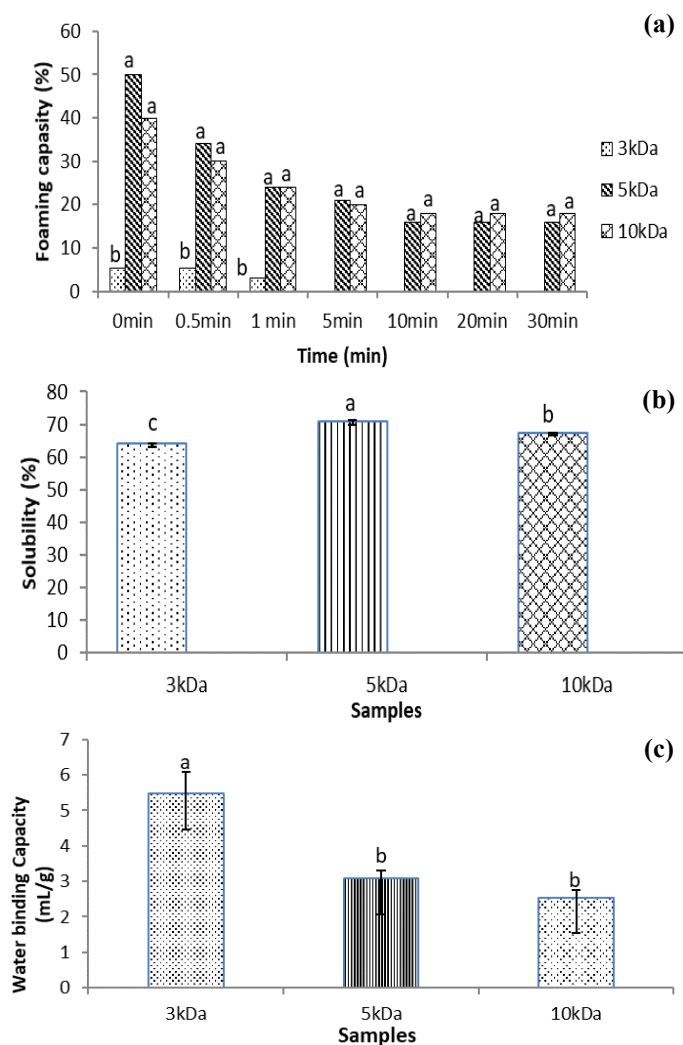 (a)
60
50
40
30
20
10
0
Foaming capasity (%)
a
a
b
a
a
b
a a
b
a a
a a
a a
a a
3kDa
5kDa
10kDa
0min 0.5min 1 min 5min 10min 20min 30min
Time (min)
(b)
80
70
60
50
40
30
20
10
0
Solubility (%)
c
a
b
3kDa 5kDa 10kDa
Samples
(c)
7
6
5
4
3
2
1
0
Water binding Capacity
(mL/g)
a
b
b
3kDa 5kDa 10kDa
Samples